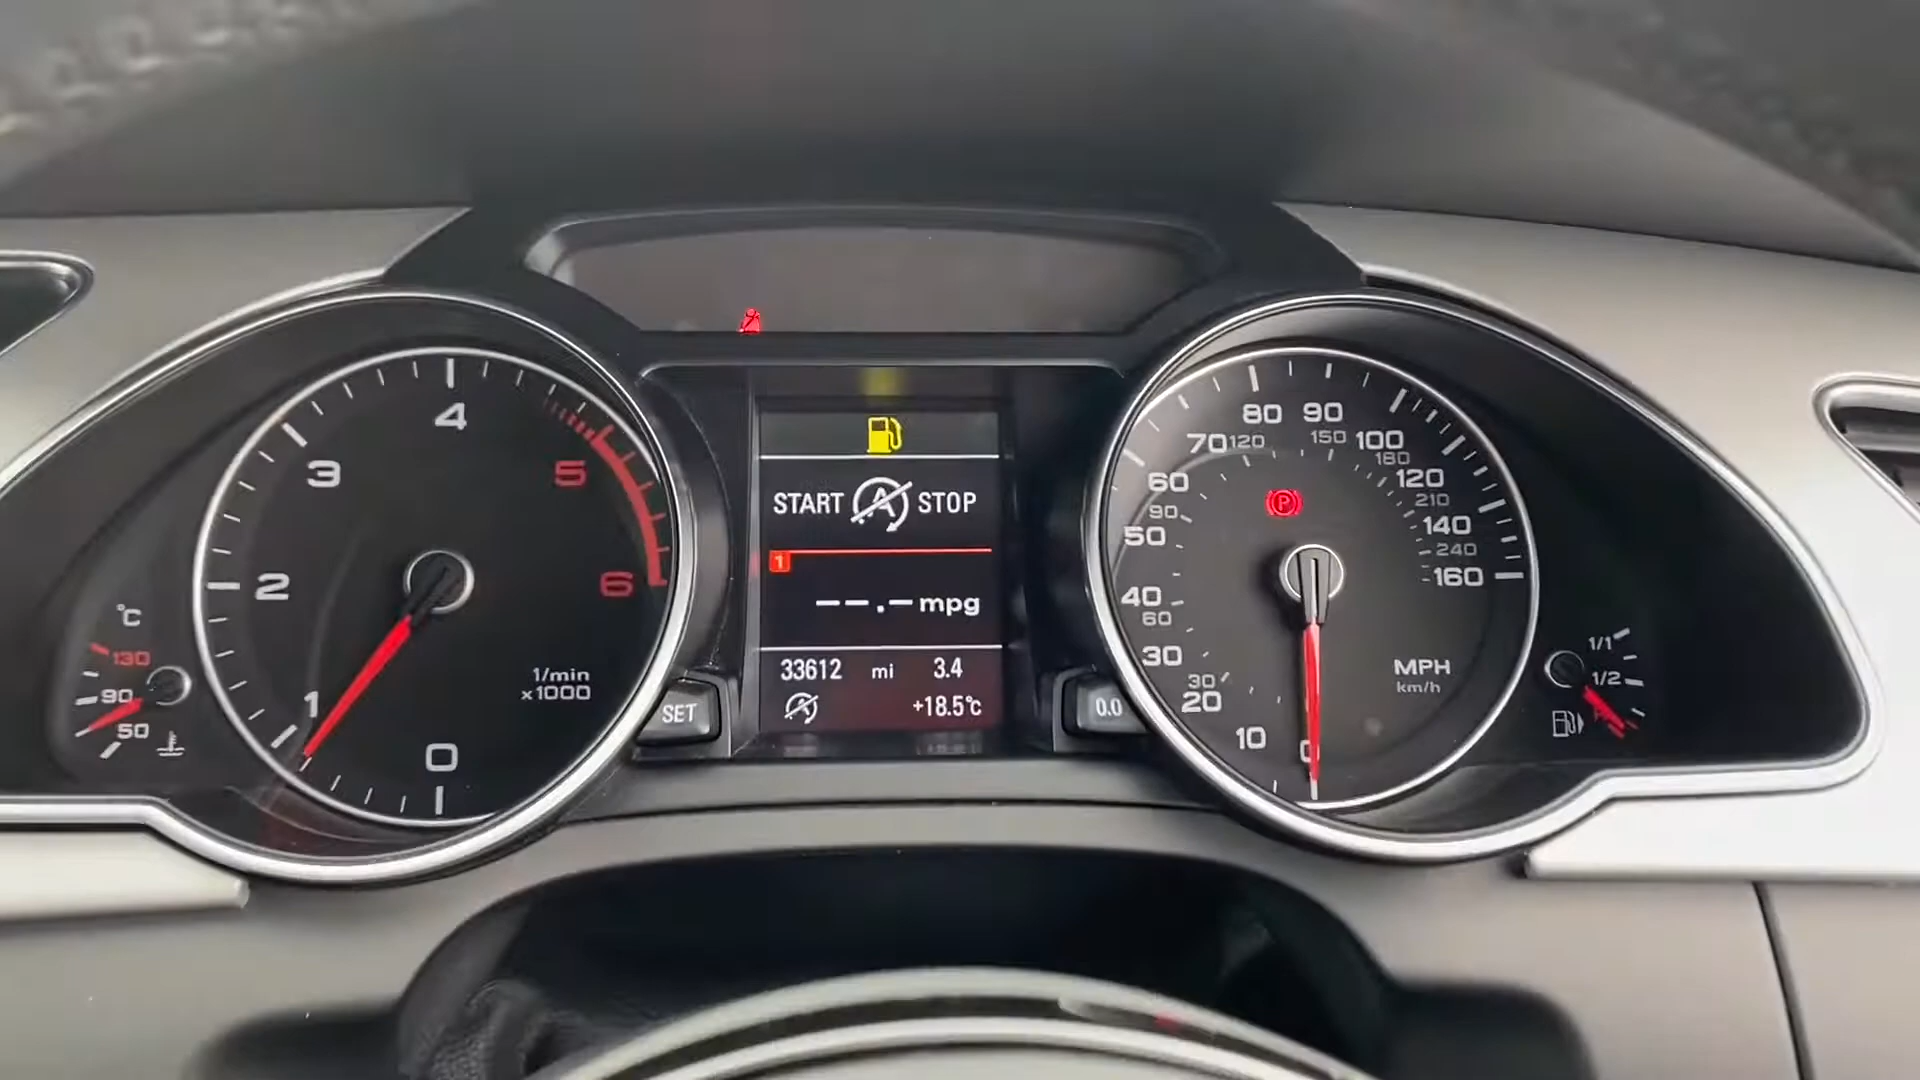 4
3
5
2
6
1
0
1/min
x1000
°C
130
90
50
START A STOP
1
--.-mpg
33612 mi 3.4
A +18.5°C
SET
0.0
80 90
70 120 150 100
180
60 120
90 210
50 140
240
40 160
60
30
30
20
10
0
P
MPH
km/h
1/1
1/2